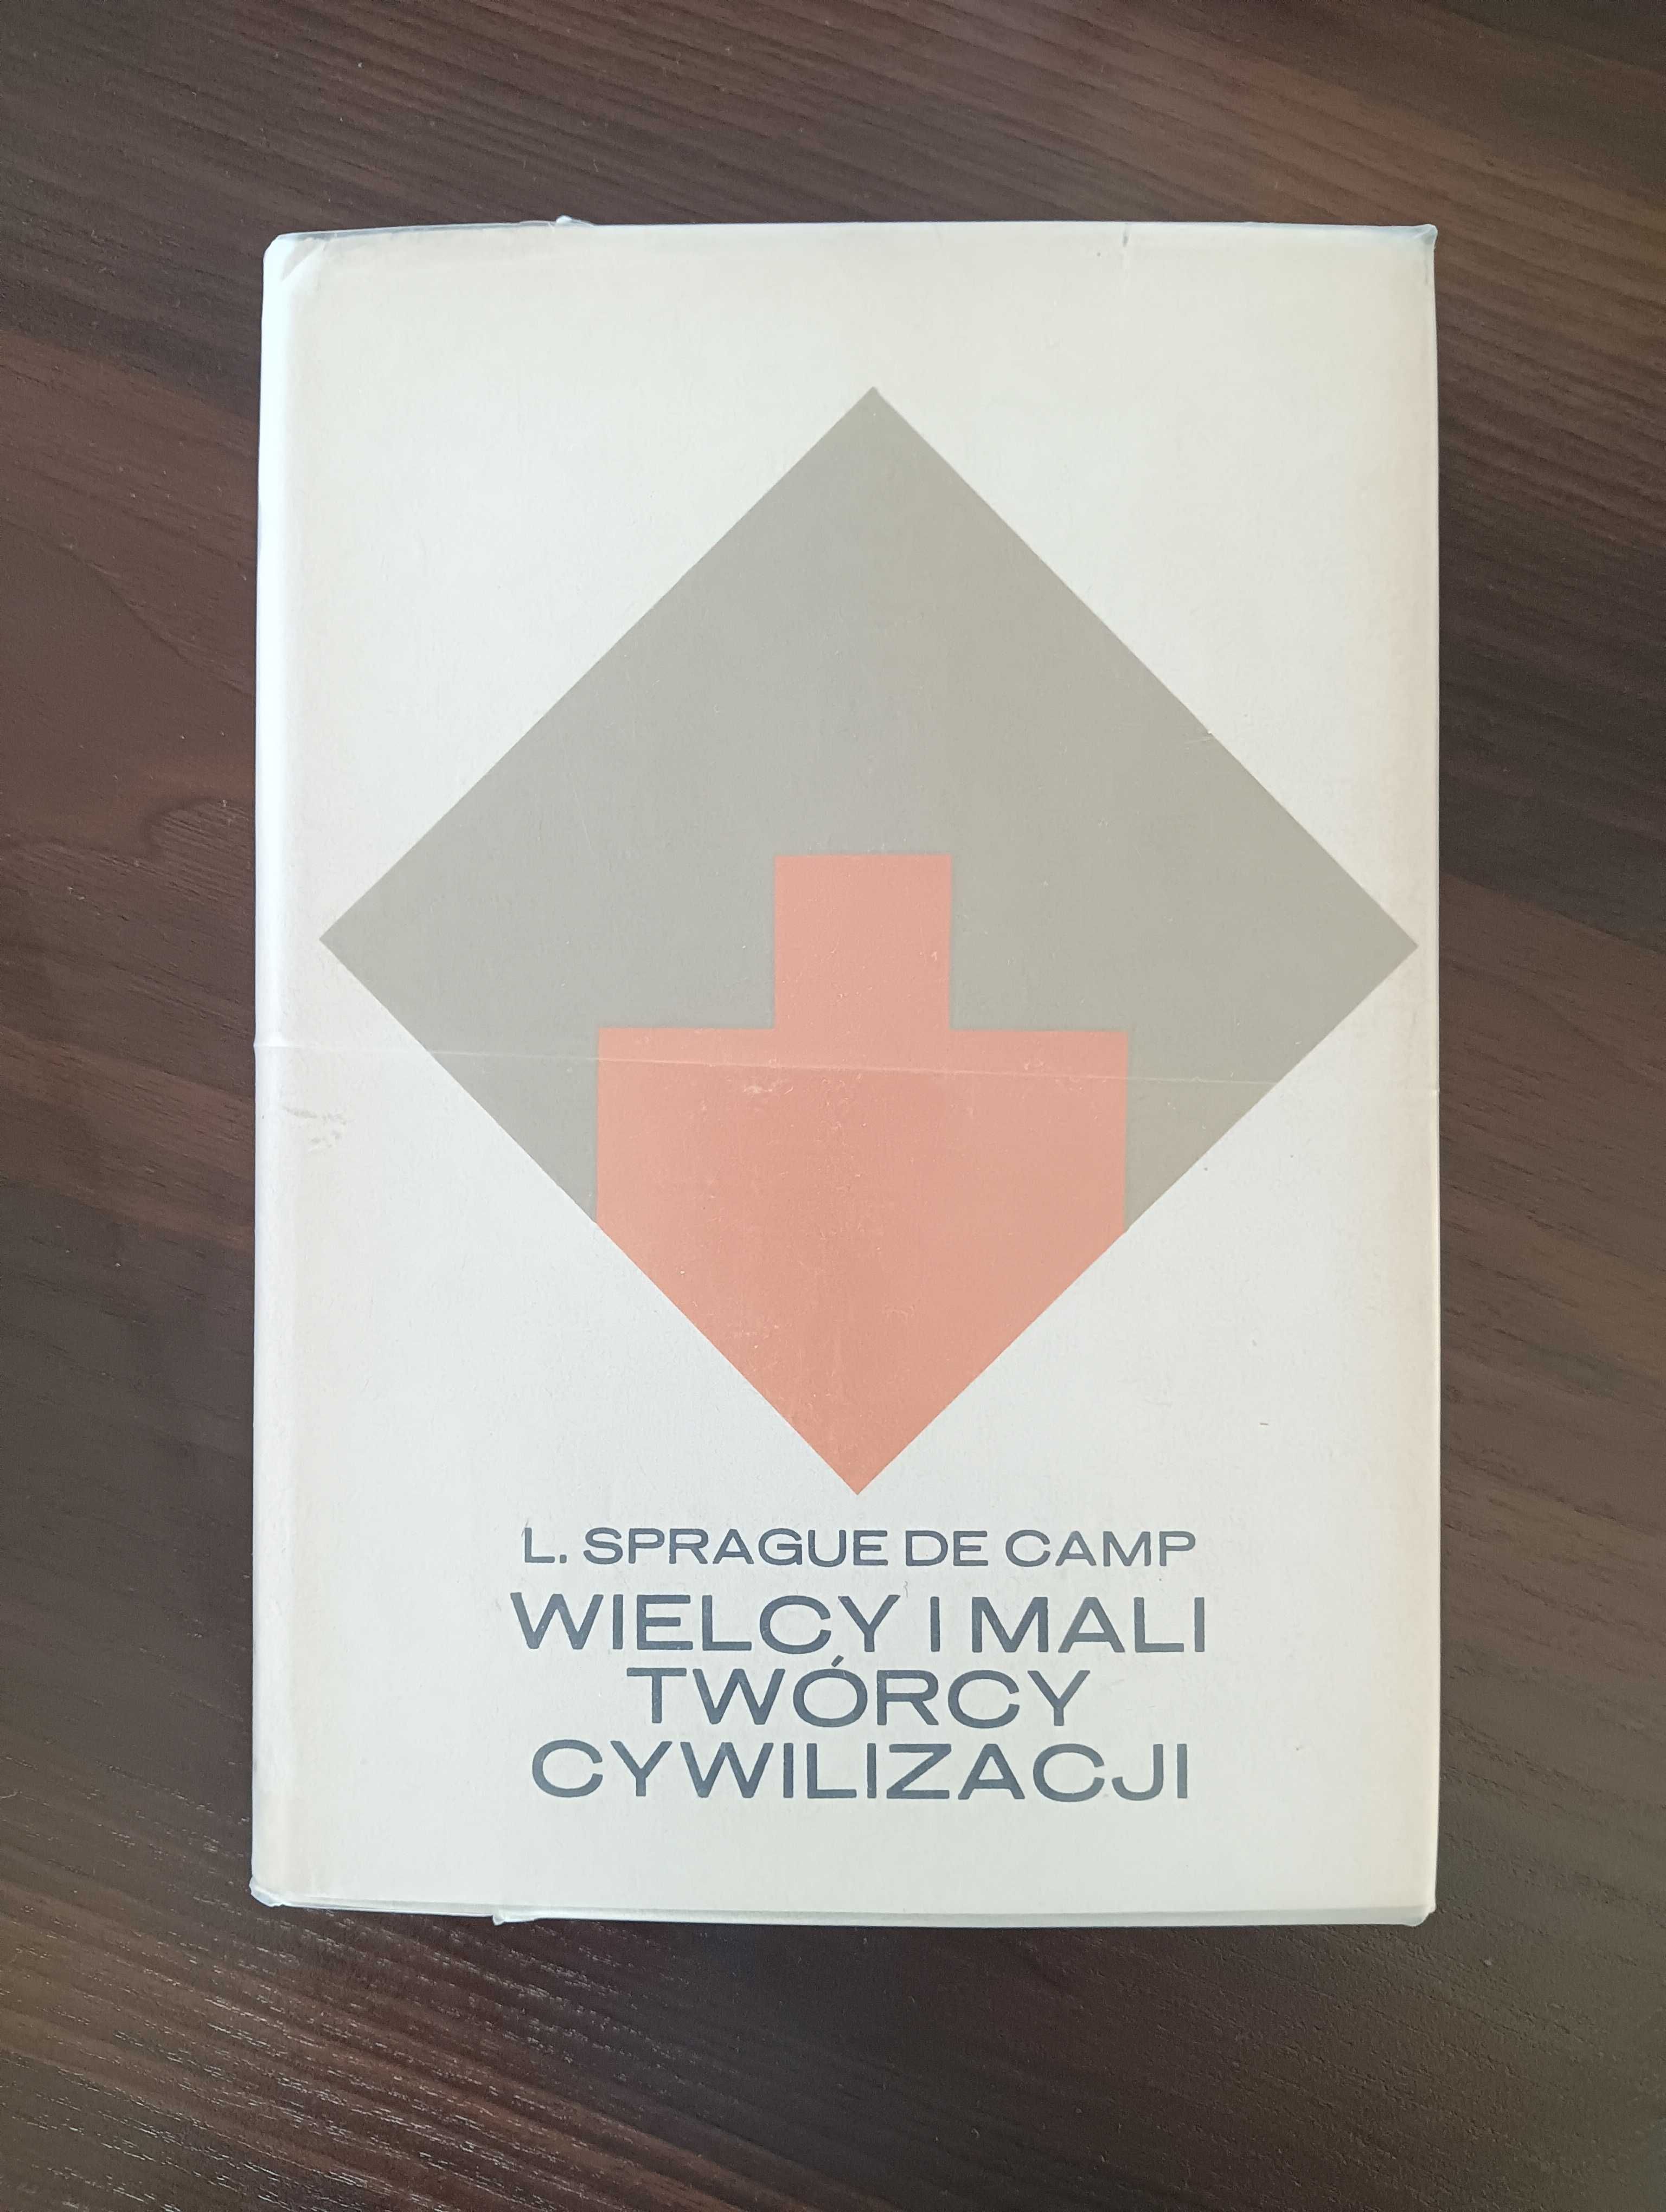 L. SPRAGUE DE CAMP
WIELCY I MALI
TWÓRCY
CYWILIZACJI